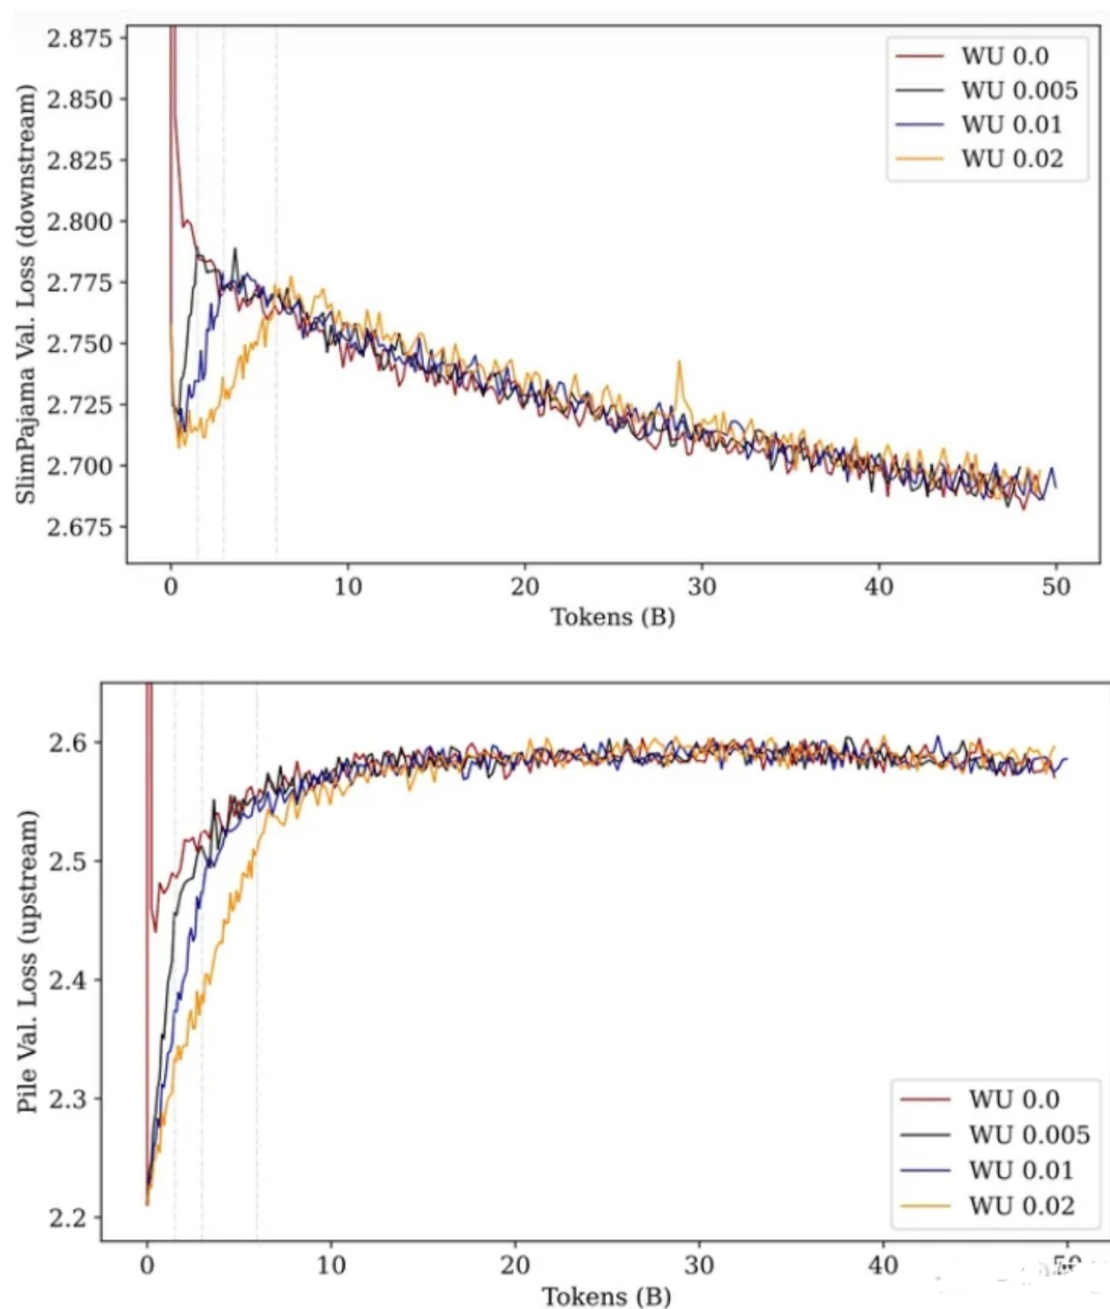 2.875
2.850
2.825
2.800
2.775
2.750
2.725
2.700
2.675
SlimPajama Val. Loss (downstream)
WU 0.0
WU 0.005
WU 0.01
WU 0.02
0 10 20 30 40 50
Tokens (B)
2.6
2.5
2.4
2.3
2.2
Pile Val. Loss (upstream)
WU 0.0
WU 0.005
WU 0.01
WU 0.02
0 10 20 30 40
Tokens (B)